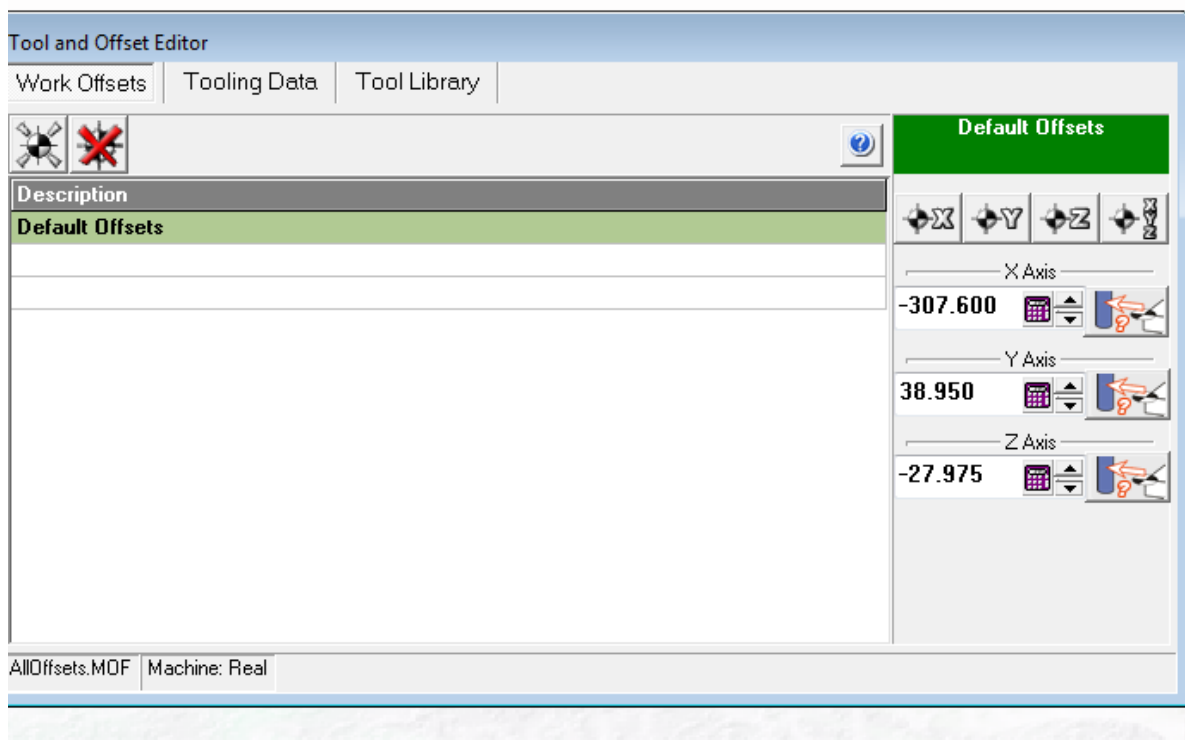 Tool and Offset Editor
Work Offsets Tooling Data Tool Library
Default Offsets
Description
Default Offsets
X Y Z XYZ
X Axis
-307.600
Y Axis
38.950
Z Axis
-27.975
AllOffsets.MOF Machine: Real